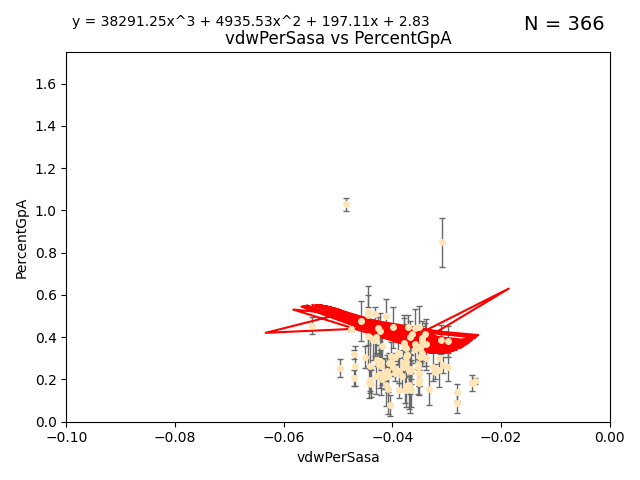 y = 38291.25x^3 + 4935.53x^2 + 197.11x + 2.83
N = 366
vdwPerSasa vs PercentGpA
PercentGpA
1.6
1.4
1.2
1.0
0.8
0.6
0.4
0.2
0.0
−0.10 −0.08 −0.06 −0.04 −0.02 0.00
vdwPerSasa